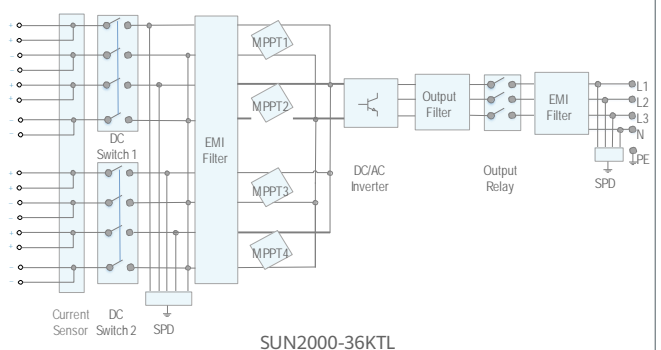 MPPT1
L1
MPPT2
Output
Filter
EMI
Filter
L2
L3
N
DC
Switch 1
EMI
Filter
DC/AC
Inverter
Output
Relay
SPD
PE
MPPT3
MPPT4
Current
Sensor
DC
Switch 2
SPD
SUN2000-36KTL